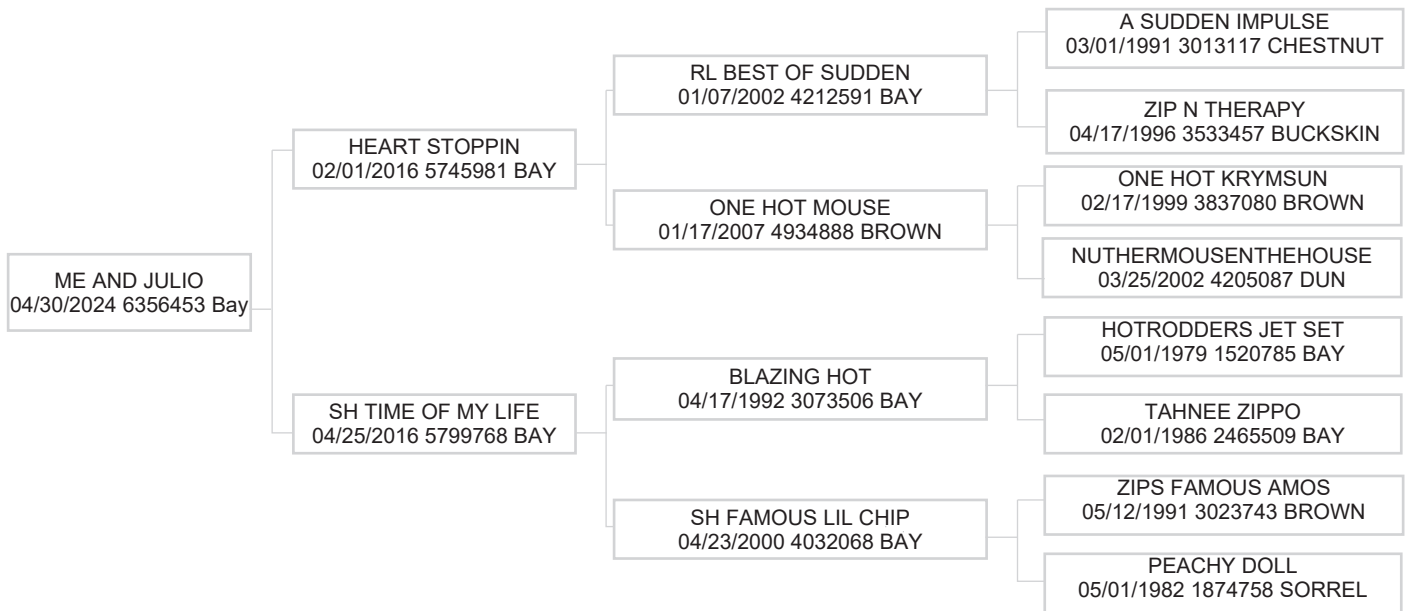 ME AND JULIO
04/30/2024 6356453 Bay
HEART STOPPIN
02/01/2016 5745981 BAY
SH TIME OF MY LIFE
04/25/2016 5799768 BAY
RL BEST OF SUDDEN
01/07/2002 4212591 BAY
ONE HOT MOUSE
01/17/2007 4934888 BROWN
BLAZING HOT
04/17/1992 3073506 BAY
SH FAMOUS LIL CHIP
04/23/2000 4032068 BAY
A SUDDEN IMPULSE
03/01/1991 3013117 CHESTNUT
ZIP N THERAPY
04/17/1996 3533457 BUCKSKIN
ONE HOT KRYMSUN
02/17/1999 3837080 BROWN
NUTHERMOUSENTHEHOUSE
03/25/2002 4205087 DUN
HOTRODDERS JET SET
05/01/1979 1520785 BAY
TAHNEE ZIPPO
02/01/1986 2465509 BAY
ZIPS FAMOUS AMOS
05/12/1991 3023743 BROWN
PEACHY DOLL
05/01/1982 1874758 SORREL